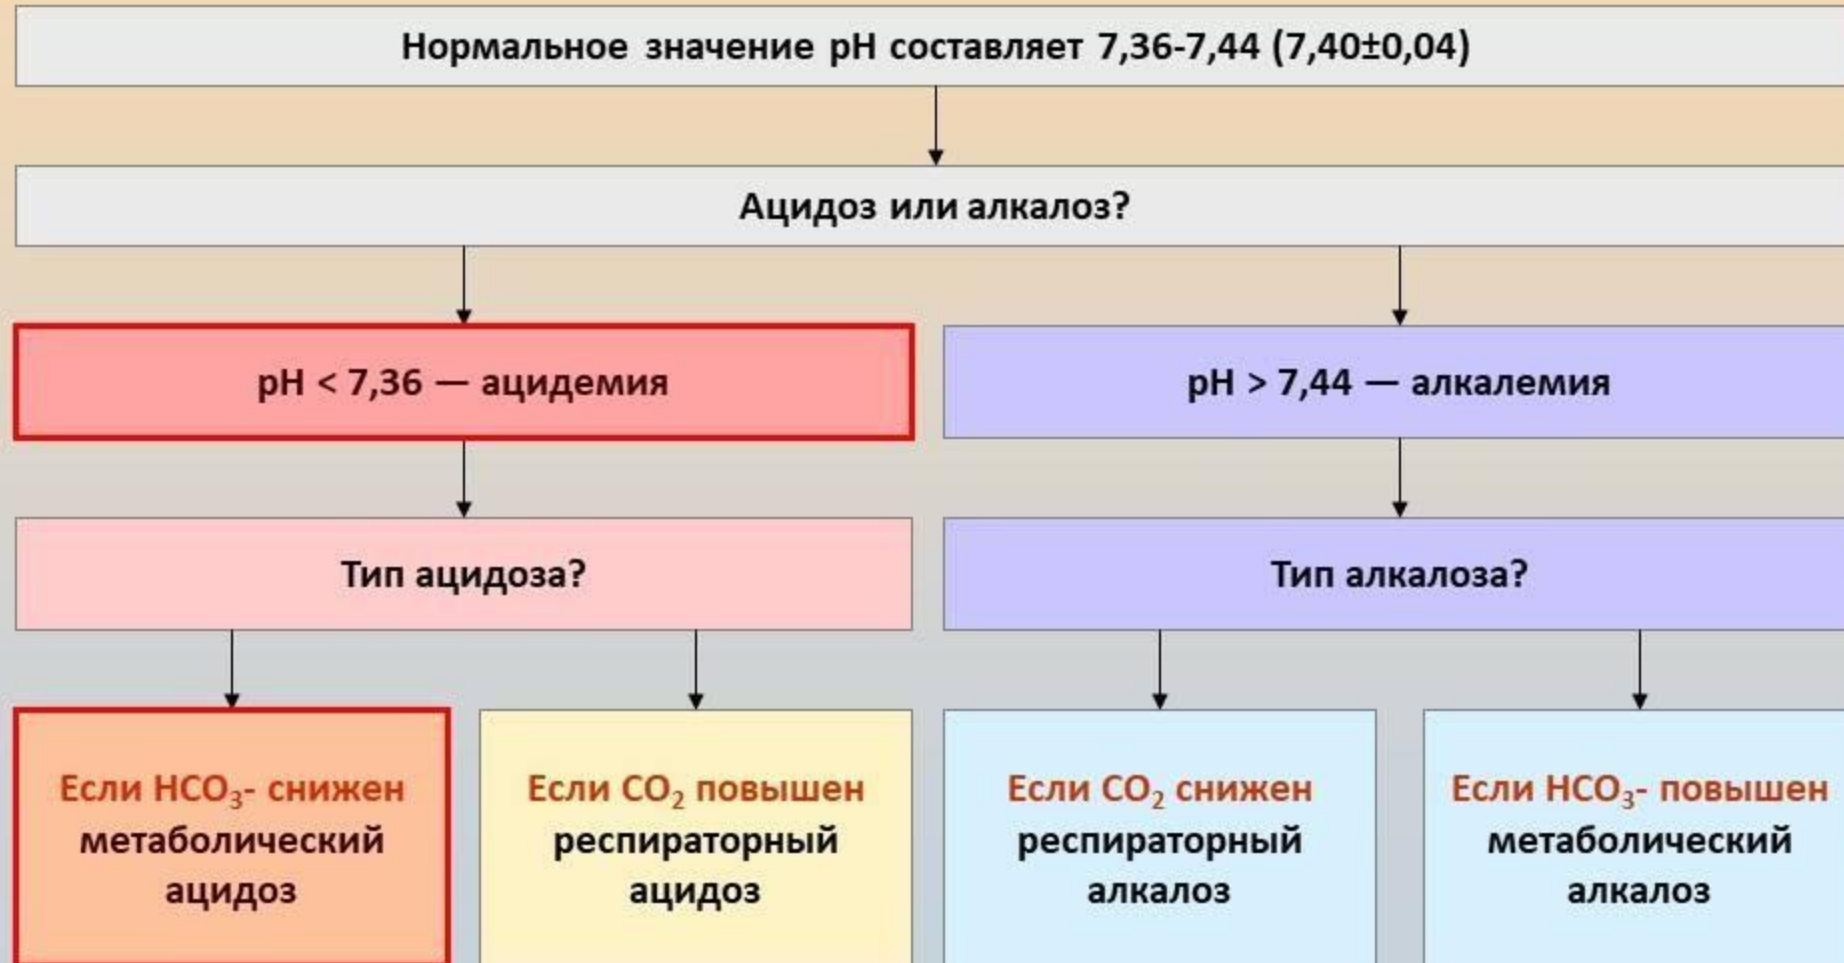 Нормальное значение pH составляет 7,36-7,44 (7,40±0,04)
Ацидоз или алкалоз?
pH < 7,36 — ацидемия
pH > 7,44 — алкалемия
Тип ацидоза?
Тип алкалоза?
Если HCO₃- снижен
метаболический
ацидоз
Если CO₂ повышен
респираторный
ацидоз
Если CO₂ снижен
респираторный
алкалоз
Если HCO₃- повышен
метаболический
алкалоз